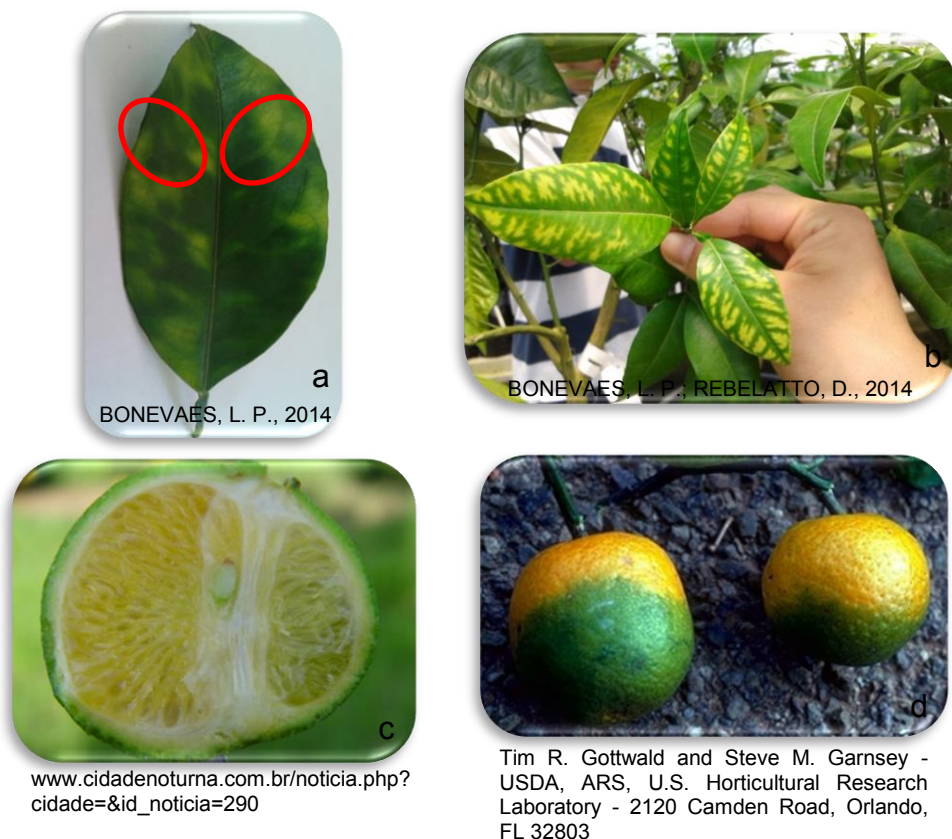 a
BONEVAES, L. P., 2014
b
BONEVAES, L. P.; REBELATTO, D., 2014
c
d
www.cidadenoturna.com.br/noticia.php?
cidade=&id_noticia=290
Tim R. Gottwald and Steve M. Garnsey -
USDA, ARS, U.S. Horticultural Research
Laboratory - 2120 Camden Road, Orlando,
FL 32803